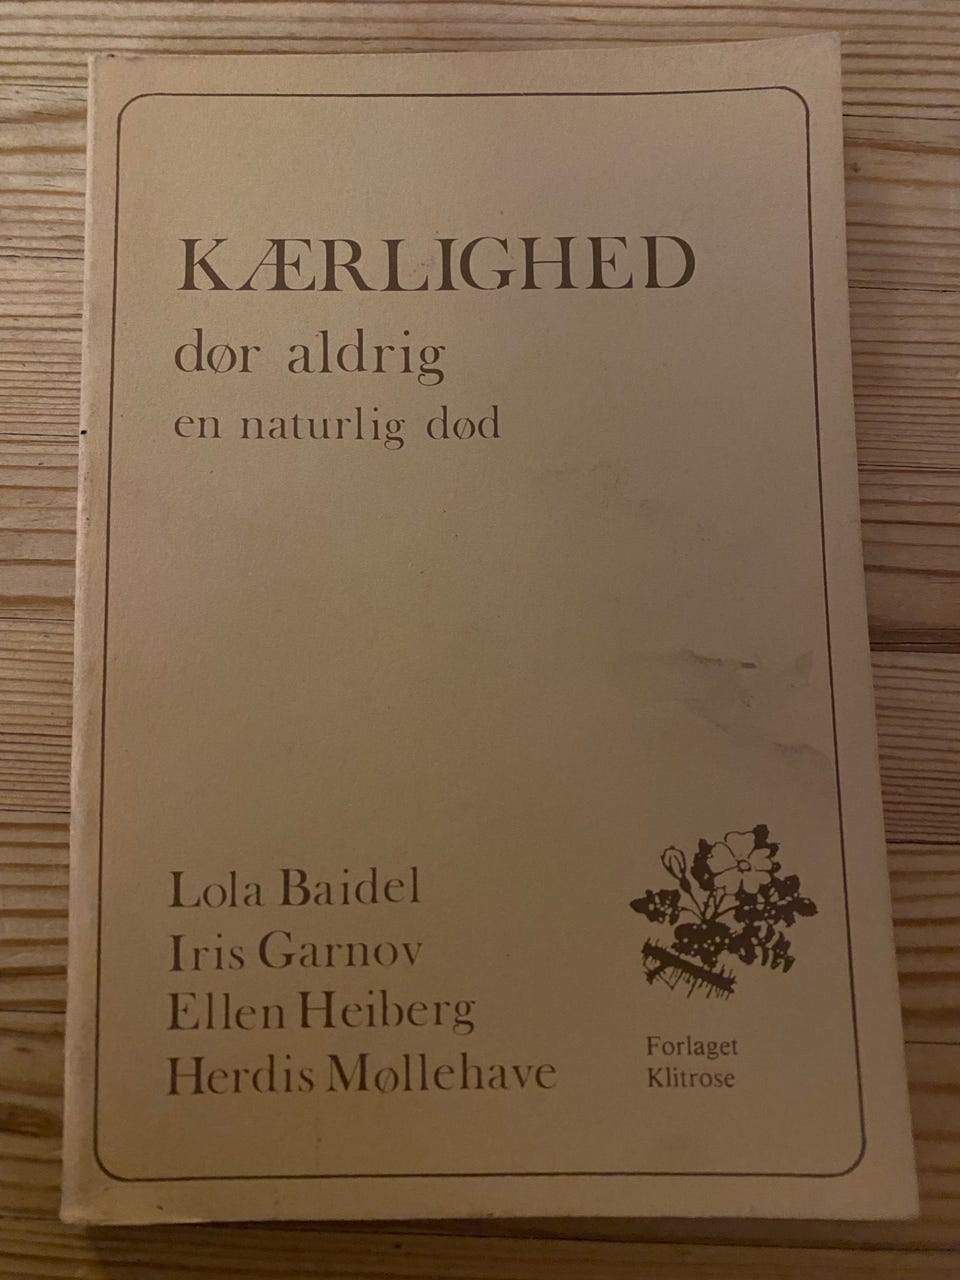 KÆRLIGHED
dør aldrig
en naturlig død
Lola Baidel
Iris Garnov
Ellen Heiberg
Herdis Møllehave
Forlaget
Klitrose